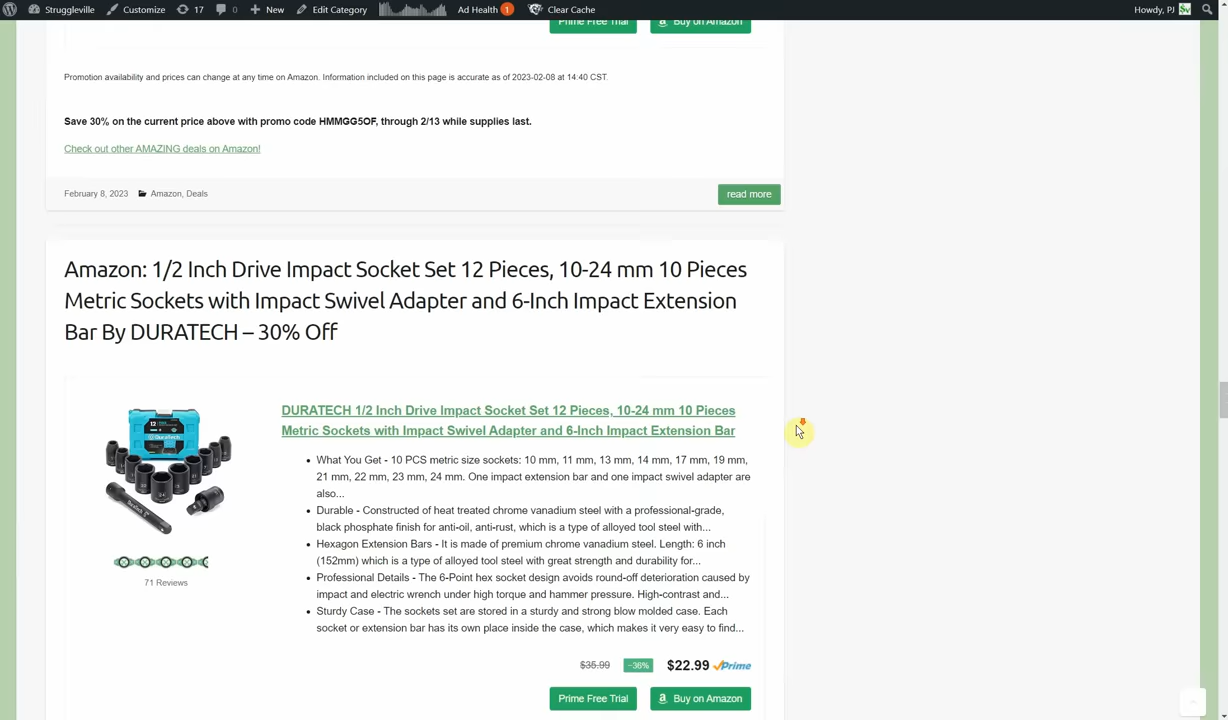 Struggleville Customize 17 0 New Edit Category Ad Health 1 Clear Cache Howdy, PJ
Prime Free Trial Buy on Amazon
Promotion availability and prices can change at any time on Amazon. Information included on this page is accurate as of 2023-02-08 at 14:40 CST.
Save 30% on the current price above with promo code HMMGG5OF, through 2/13 while supplies last.
Check out other AMAZING deals on Amazon!
February 8, 2023 Amazon, Deals read more
Amazon: 1/2 Inch Drive Impact Socket Set 12 Pieces, 10-24 mm 10 Pieces
Metric Sockets with Impact Swivel Adapter and 6-Inch Impact Extension
Bar By DURATECH – 30% Off
DURATECH 1/2 Inch Drive Impact Socket Set 12 Pieces, 10-24 mm 10 Pieces
Metric Sockets with Impact Swivel Adapter and 6-Inch Impact Extension Bar
What You Get - 10 PCS metric size sockets: 10 mm, 11 mm, 13 mm, 14 mm, 17 mm, 19 mm,
21 mm, 22 mm, 23 mm, 24 mm. One impact extension bar and one impact swivel adapter are
also...
Durable - Constructed of heat treated chrome vanadium steel with a professional-grade,
black phosphate finish for anti-oil, anti-rust, which is a type of alloyed tool steel with...
Hexagon Extension Bars - It is made of premium chrome vanadium steel. Length: 6 inch
(152mm) which is a type of alloyed tool steel with great strength and durability for...
Professional Details - The 6-Point hex socket design avoids round-off deterioration caused by
impact and electric wrench under high torque and hammer pressure. High-contrast and...
Sturdy Case - The sockets set are stored in a sturdy and strong blow molded case. Each
socket or extension bar has its own place inside the case, which makes it very easy to find...
71 Reviews
$35.99 −36% $22.99 Prime
Prime Free Trial Buy on Amazon